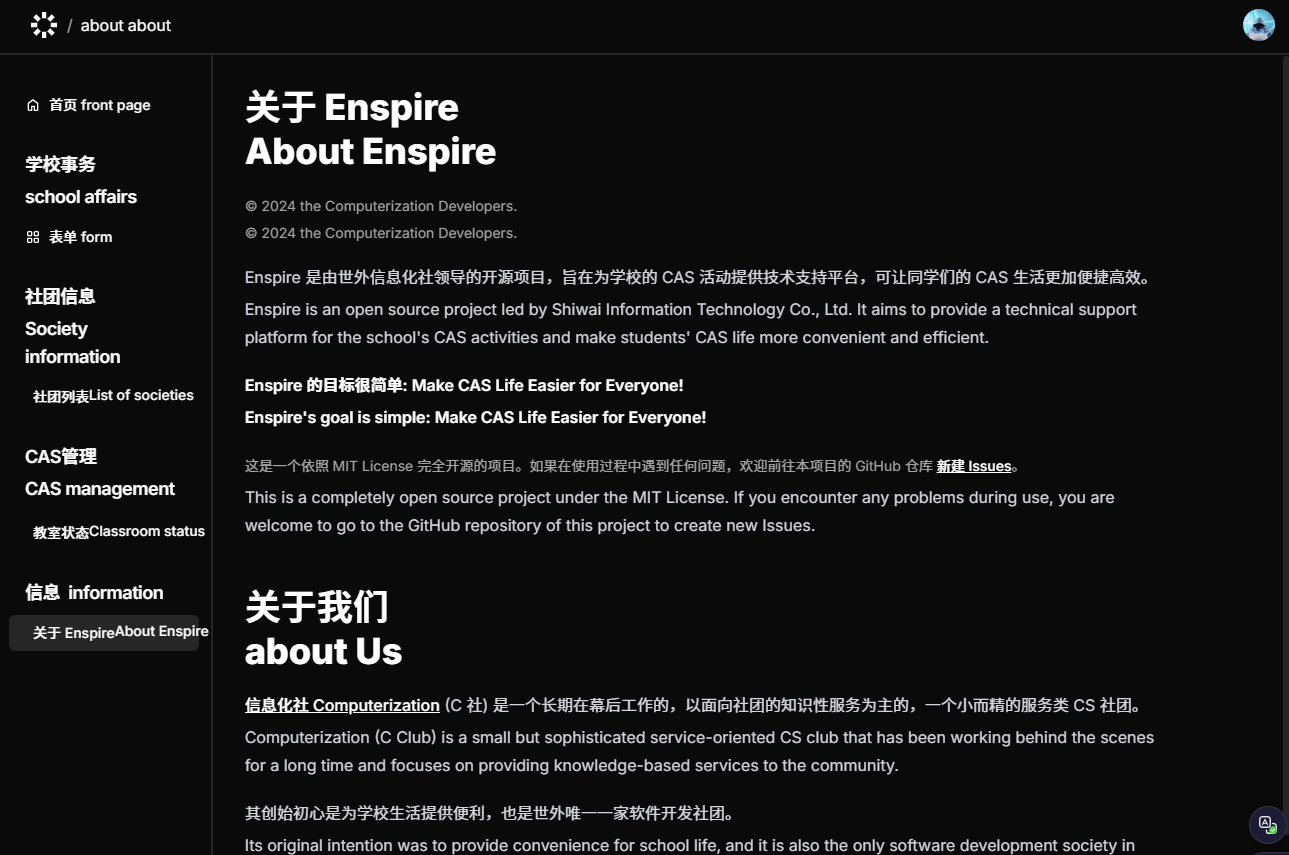 / about about
首页 front page
学校事务
school affairs
表单 form
社团信息
Society
information
社团列表List of societies
CAS管理
CAS management
教室状态Classroom status
信息 information
关于 EnspireAbout Enspire
关于 Enspire
About Enspire
© 2024 the Computerization Developers.
© 2024 the Computerization Developers.
Enspire 是由世外信息化社领导的开源项目，旨在为学校的 CAS 活动提供技术支持平台，可让同学们的 CAS 生活更加便捷高效。
Enspire is an open source project led by Shiwai Information Technology Co., Ltd. It aims to provide a technical support
platform for the school's CAS activities and make students' CAS life more convenient and efficient.
Enspire 的目标很简单: Make CAS Life Easier for Everyone!
Enspire's goal is simple: Make CAS Life Easier for Everyone!
这是一个依照 MIT License 完全开源的项目。如果在使用过程中遇到任何问题，欢迎前往本项目的 GitHub 仓库 新建 Issues。
This is a completely open source project under the MIT License. If you encounter any problems during use, you are
welcome to go to the GitHub repository of this project to create new Issues.
关于我们
about Us
信息化社 Computerization (C 社) 是一个长期在幕后工作的，以面向社团的知识性服务为主的，一个小而精的服务类 CS 社团。
Computerization (C Club) is a small but sophisticated service-oriented CS club that has been working behind the scenes
for a long time and focuses on providing knowledge-based services to the community.
其创始初心是为学校生活提供便利，也是世外唯一一家软件开发社团。
Its original intention was to provide convenience for school life, and it is also the only software development society in